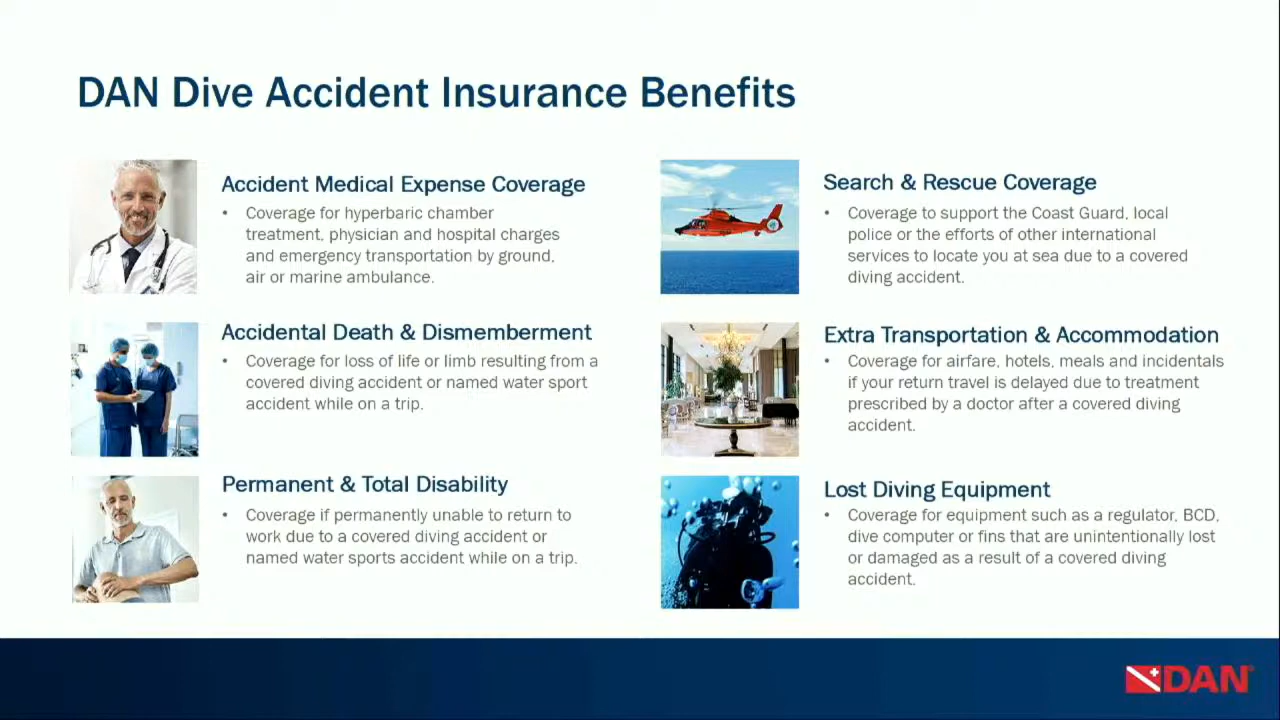 DAN Dive Accident Insurance Benefits
Accident Medical Expense Coverage
• Coverage for hyperbaric chamber
treatment, physician and hospital charges
and emergency transportation by ground,
air or marine ambulance.
Accidental Death & Dismemberment
• Coverage for loss of life or limb resulting from a
covered diving accident or named water sport
accident while on a trip.
Permanent & Total Disability
• Coverage if permanently unable to return to
work due to a covered diving accident or
named water sports accident while on a trip.
Search & Rescue Coverage
• Coverage to support the Coast Guard, local
police or the efforts of other international
services to locate you at sea due to a covered
diving accident.
Extra Transportation & Accommodation
• Coverage for airfare, hotels, meals and incidentals
if your return travel is delayed due to treatment
prescribed by a doctor after a covered diving
accident.
Lost Diving Equipment
• Coverage for equipment such as a regulator, BCD,
dive computer or fins that are unintentionally lost
or damaged as a result of a covered diving
accident.
DAN®